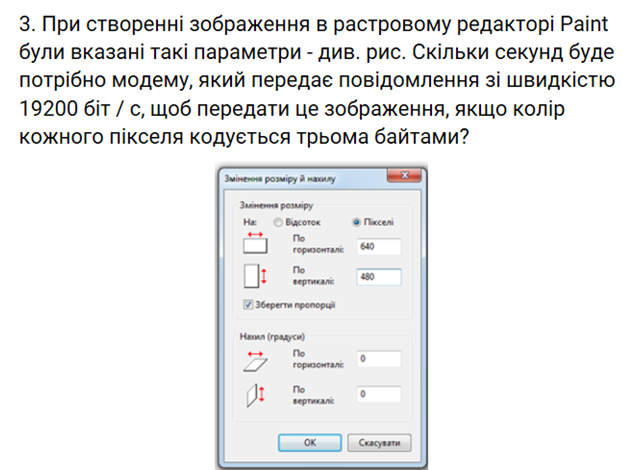 3. При створенні зображення в растровому редакторі Paint
були вказані такі параметри - див. рис. Скільки секунд буде
потрібно модему, який передає повідомлення зі швидкістю
19200 біт / с, щоб передати це зображення, якщо колір
кожного пікселя кодується трьома байтами?
Змінення розміру й нахилу
Змінення розміру
На: Відсоток Пікселі
По
горизонталі: 640
По
вертикалі: 480
Зберегти пропорції
Нахил (градуси)
По
горизонталі: 0
По
вертикалі: 0
ОК Скасувати